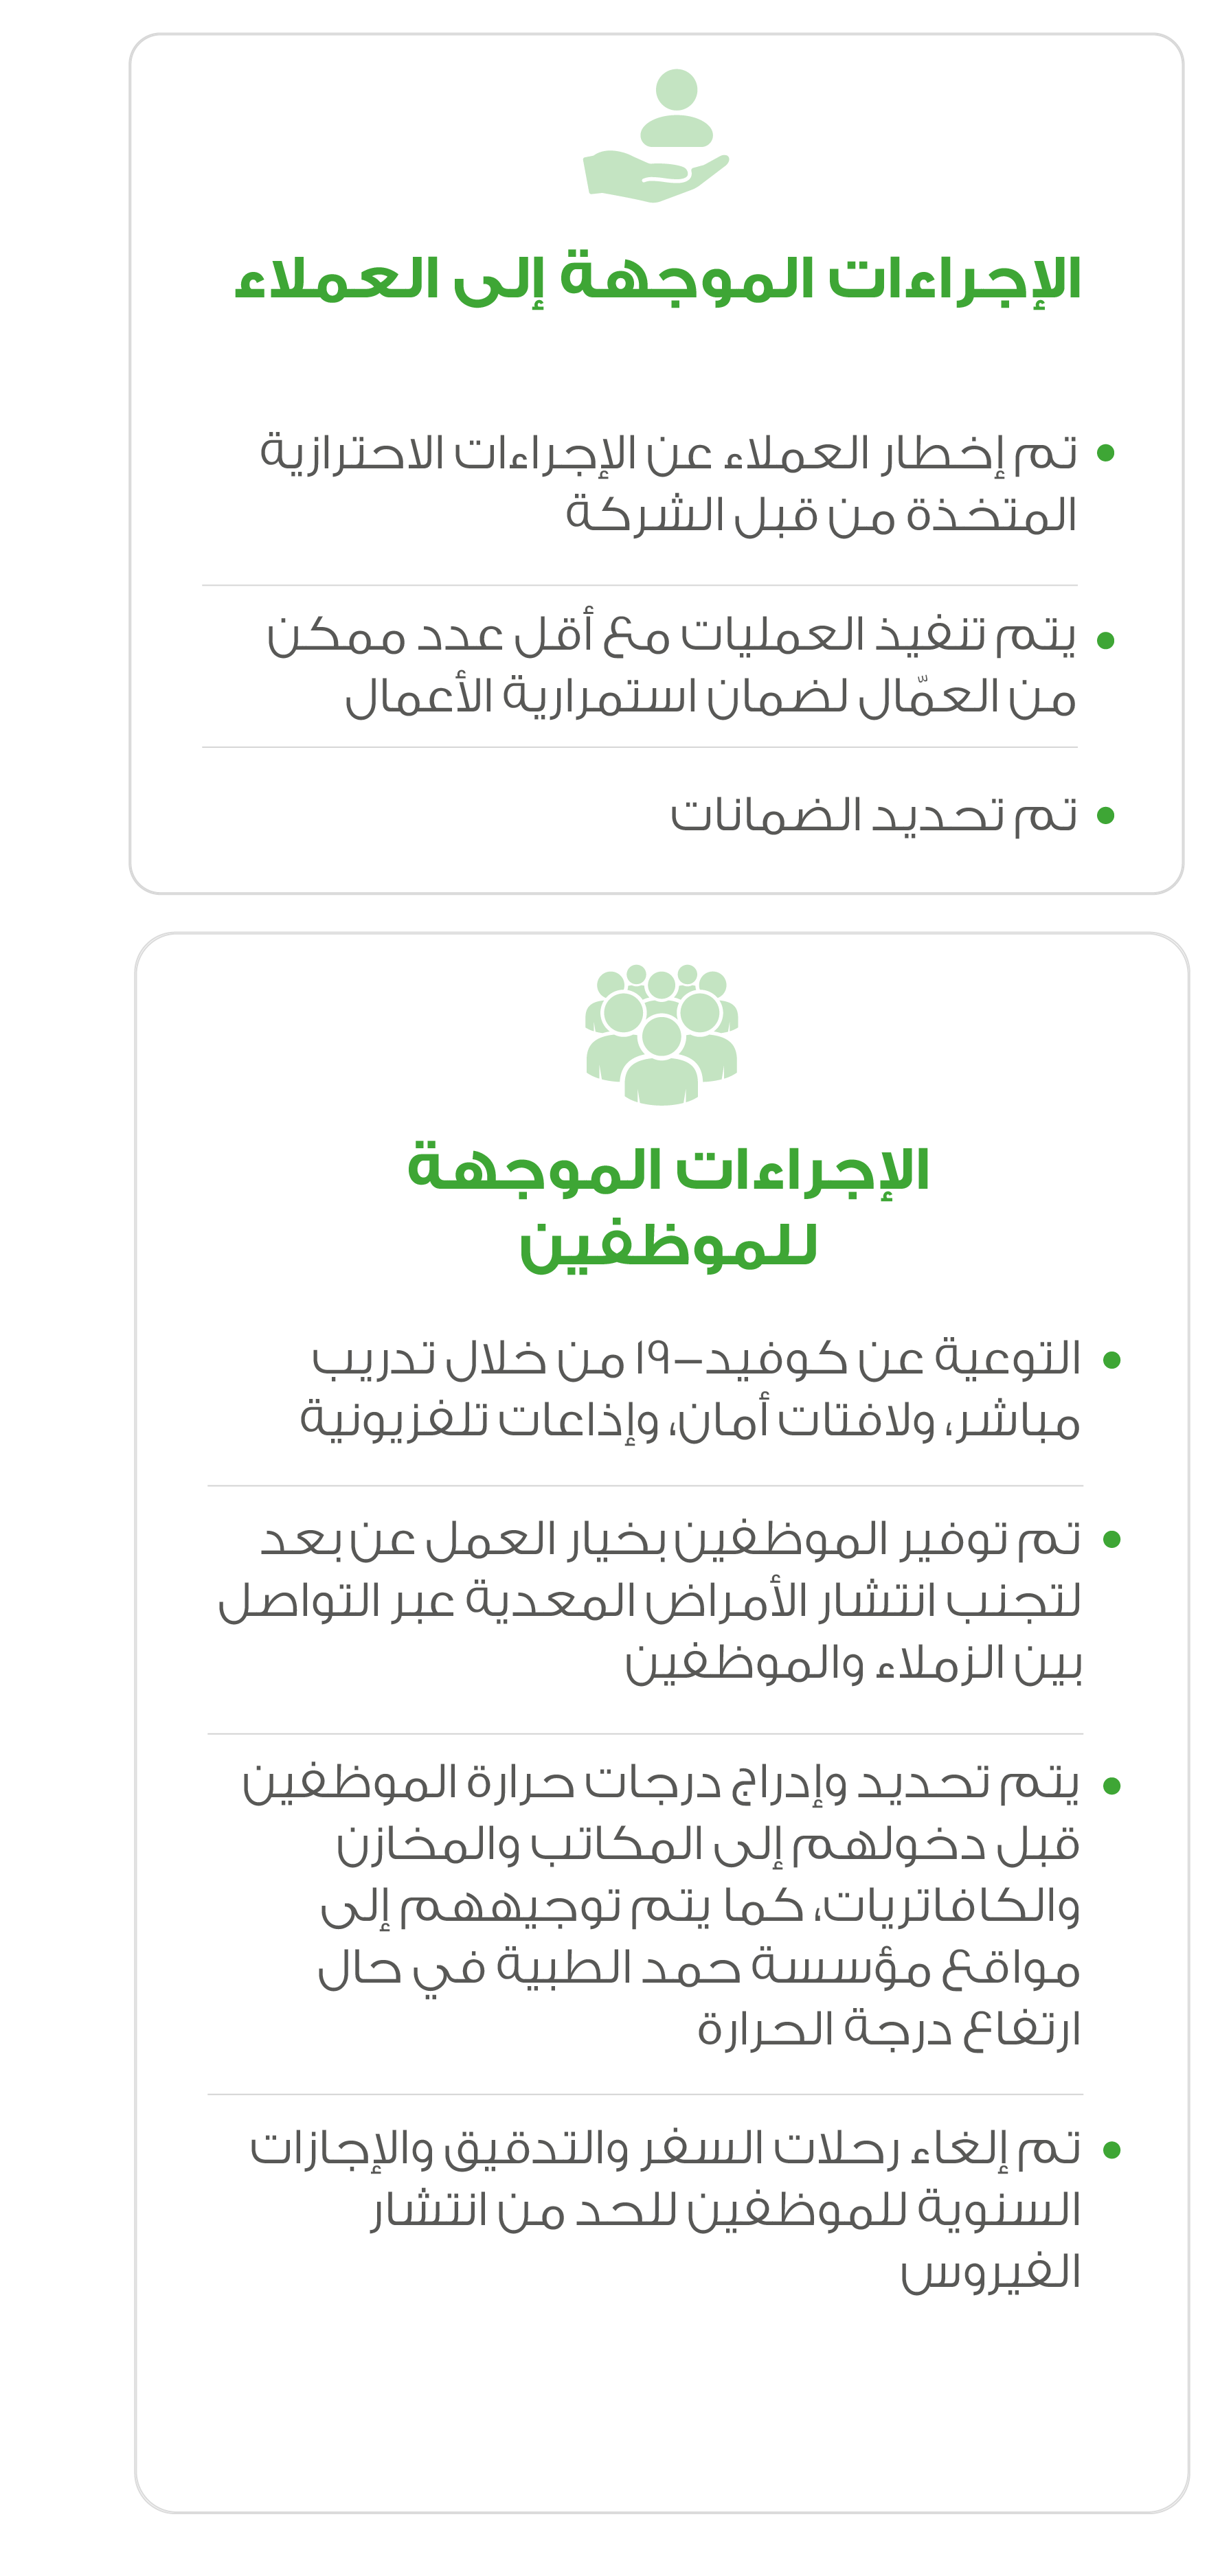 الإجراءات الموجهة إلى العملاء
• تم إخطار العملاء عن الإجراءات الاحترازية
المتخذة من قبل الشركة
• يتم تنفيذ العمليات مع أقل عدد ممكن
من العمّال لضمان استمرارية الأعمال
• تم تحديد الضمانات
الإجراءات الموجهة
للموظفين
• التوعية عن كوفيد-١٩ من خلال تدريب
مباشر، ولافتات أمان، وإذاعات تلفزيونية
• تم توفير الموظفين بخيار العمل عن بعد
لتجنب انتشار الأمراض المعدية عبر التواصل
بين الزملاء والموظفين
• يتم تحديد وإدراج درجات حرارة الموظفين
قبل دخولهم إلى المكاتب والمخازن
والكافاتريات، كما يتم توجيههم إلى
مواقع مؤسسة حمد الطبية في حال
ارتفاع درجة الحرارة
• تم إلغاء رحلات السفر والتدقيق والإجازات
السنوية للموظفين للحد من انتشار
الفيروس